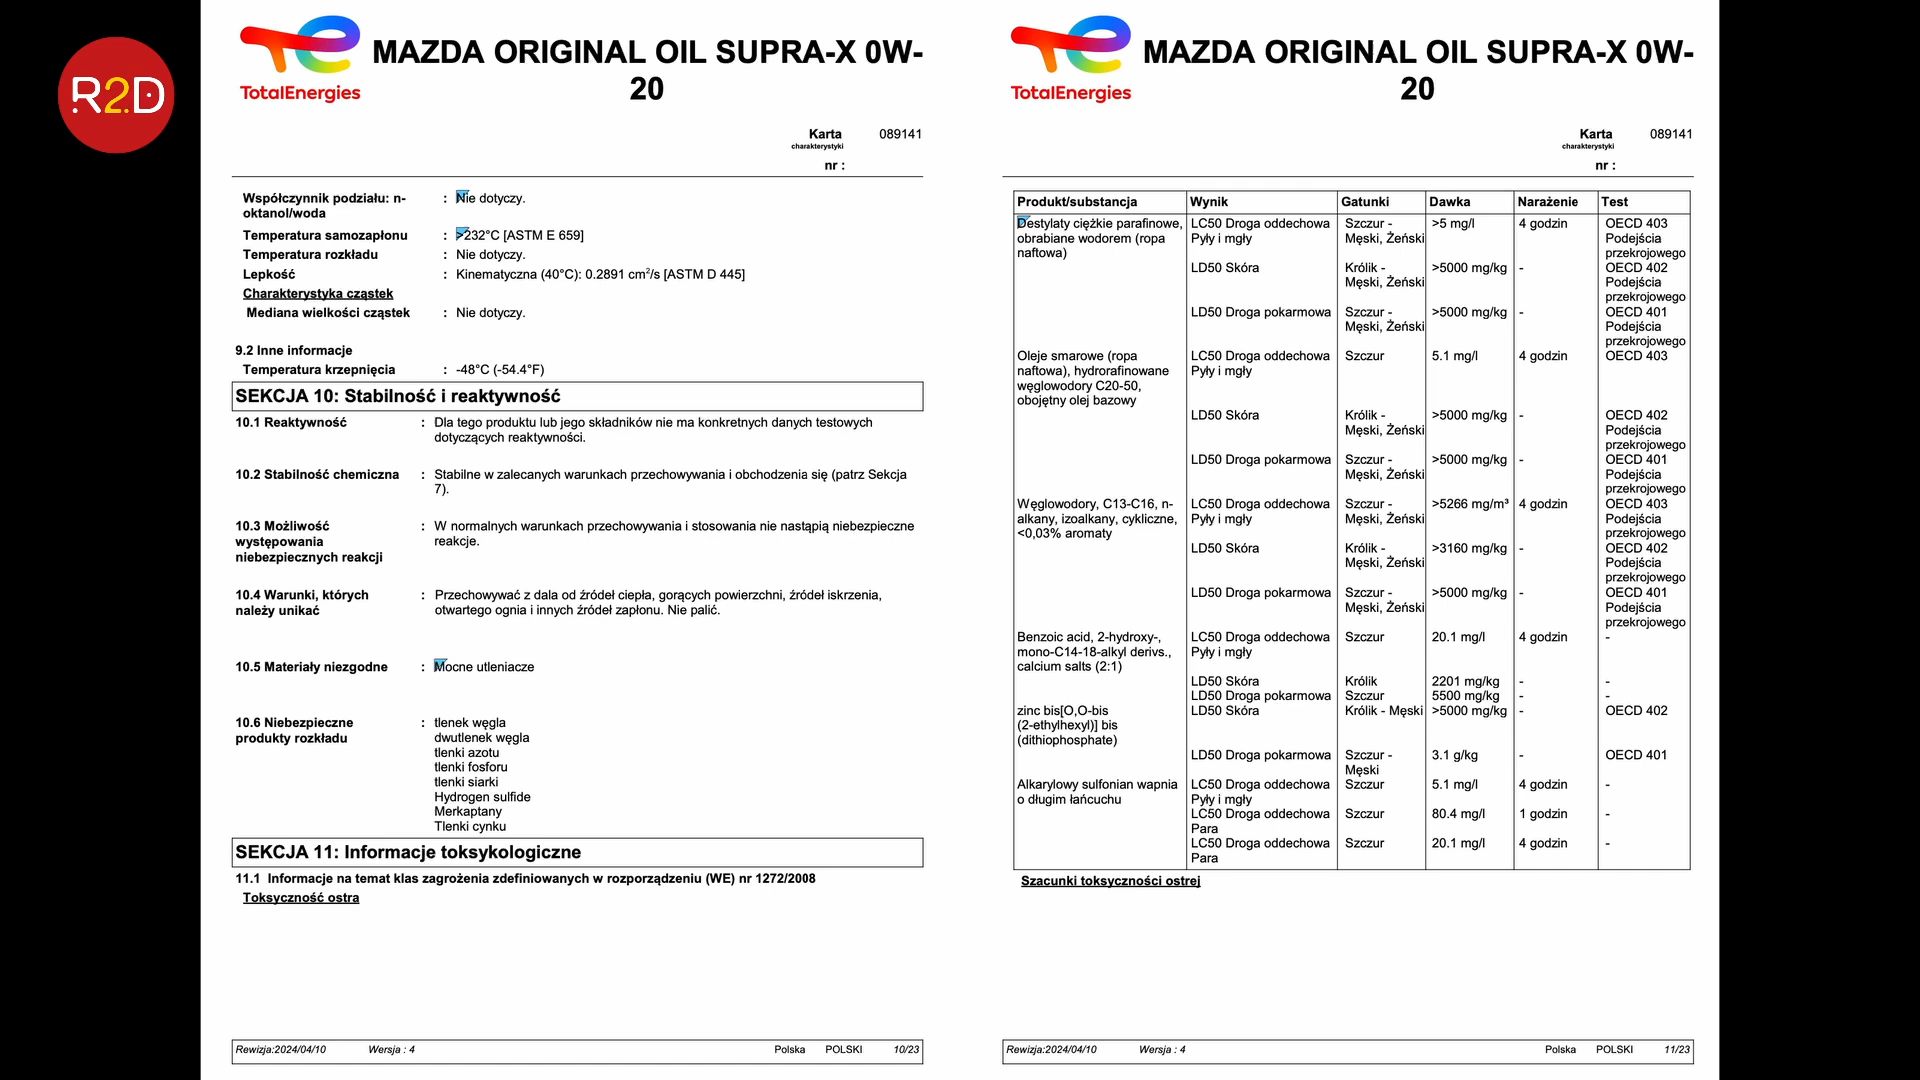 R2D
TotalEnergies
MAZDA ORIGINAL OIL SUPRA-X 0W-
20
Karta 089141
charakterystyki
nr :
Współczynnik podziału: n- : Nie dotyczy.
oktanol/woda
Temperatura samozapłonu : >232°C [ASTM E 659]
Temperatura rozkładu : Nie dotyczy.
Lepkość : Kinematyczna (40°C): 0.2891 cm²/s [ASTM D 445]
Charakterystyka cząstek
Mediana wielkości cząstek : Nie dotyczy.
9.2 Inne informacje
Temperatura krzepnięcia : -48°C (-54.4°F)
SEKCJA 10: Stabilność i reaktywność
10.1 Reaktywność : Dla tego produktu lub jego składników nie ma konkretnych danych testowych
dotyczących reaktywności.
10.2 Stabilność chemiczna : Stabilne w zalecanych warunkach przechowywania i obchodzenia się (patrz Sekcja
7).
10.3 Możliwość : W normalnych warunkach przechowywania i stosowania nie nastąpią niebezpieczne
występowania reakcje.
niebezpiecznych reakcji
10.4 Warunki, których : Przechowywać z dala od źródeł ciepła, gorących powierzchni, źródeł iskrzenia,
należy unikać otwartego ognia i innych źródeł zapłonu. Nie palić.
10.5 Materiały niezgodne : Mocne utleniacze
10.6 Niebezpieczne : tlenek węgla
produkty rozkładu dwutlenek węgla
tlenki azotu
tlenki fosforu
tlenki siarki
Hydrogen sulfide
Merkaptany
Tlenki cynku
SEKCJA 11: Informacje toksykologiczne
11.1 Informacje na temat klas zagrożenia zdefiniowanych w rozporządzeniu (WE) nr 1272/2008
Toksyczność ostra
Rewizja:2024/04/10 Wersja : 4 Polska POLSKI 10/23
TotalEnergies
MAZDA ORIGINAL OIL SUPRA-X 0W-
20
Karta 089141
charakterystyki
nr :
Produkt/substancja Wynik Gatunki Dawka Narażenie Test
Destylaty ciężkie parafinowe, LC50 Droga oddechowa Szczur - >5 mg/l 4 godzin OECD 403
obrabiane wodorem (ropa Pyły i mgły Męski, Żeński Podejścia
naftowa) przekrojowego
LD50 Skóra Królik - >5000 mg/kg - OECD 402
Męski, Żeński Podejścia
przekrojowego
LD50 Droga pokarmowa Szczur - >5000 mg/kg - OECD 401
Męski, Żeński Podejścia
przekrojowego
Oleje smarowe (ropa LC50 Droga oddechowa Szczur 5.1 mg/l 4 godzin OECD 403
naftowa), hydrorafinowane Pyły i mgły
węglowodory C20-50,
obojętny olej bazowy
LD50 Skóra Królik - >5000 mg/kg - OECD 402
Męski, Żeński Podejścia
przekrojowego
LD50 Droga pokarmowa Szczur - >5000 mg/kg - OECD 401
Męski, Żeński Podejścia
przekrojowego
Węglowodory, C13-C16, n- LC50 Droga oddechowa Szczur - >5266 mg/m³ 4 godzin OECD 403
alkany, izoalkany, cykliczne, Pyły i mgły Męski, Żeński Podejścia
<0,03% aromaty przekrojowego
LD50 Skóra Królik - >3160 mg/kg - OECD 402
Męski, Żeński Podejścia
przekrojowego
LD50 Droga pokarmowa Szczur - >5000 mg/kg - OECD 401
Męski, Żeński Podejścia
przekrojowego
Benzoic acid, 2-hydroxy-, LC50 Droga oddechowa Szczur 20.1 mg/l 4 godzin -
mono-C14-18-alkyl derivs., Pyły i mgły
calcium salts (2:1)
LD50 Skóra Królik 2201 mg/kg - -
LD50 Droga pokarmowa Szczur 5500 mg/kg - -
zinc bis[O,O-bis LD50 Skóra Królik - Męski >5000 mg/kg - OECD 402
(2-ethylhexyl)] bis
(dithiophosphate)
LD50 Droga pokarmowa Szczur - 3.1 g/kg - OECD 401
Męski
Alkarylowy sulfonian wapnia LC50 Droga oddechowa Szczur 5.1 mg/l 4 godzin -
o długim łańcuchu Pyły i mgły
LC50 Droga oddechowa Szczur 80.4 mg/l 1 godzin -
Para
LC50 Droga oddechowa Szczur 20.1 mg/l 4 godzin -
Para
Szacunki toksyczności ostrej
Rewizja:2024/04/10 Wersja : 4 Polska POLSKI 11/23